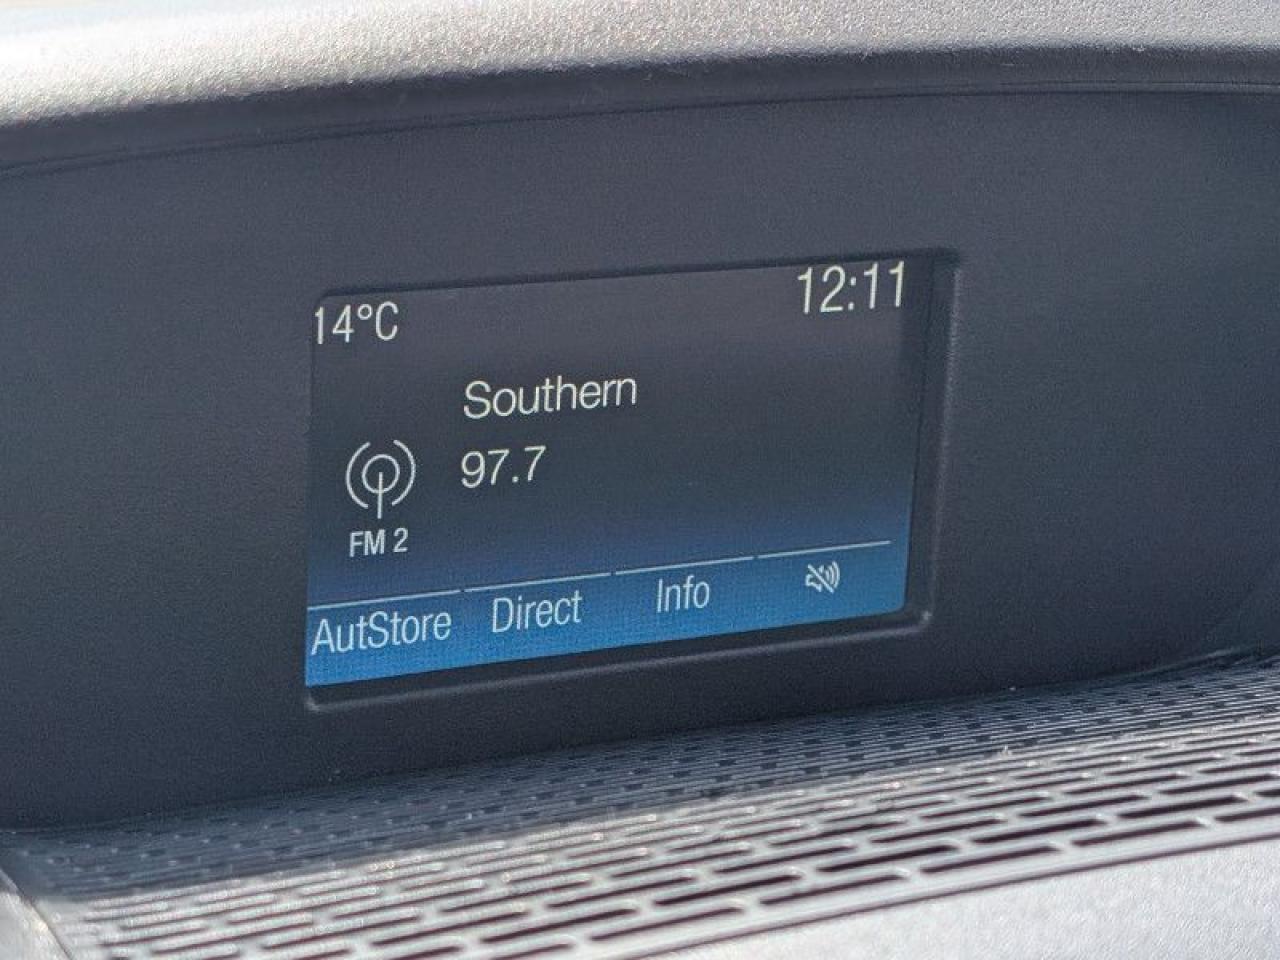 14°C 12:11
Southern
97.7
FM 2
AutStore Direct Info